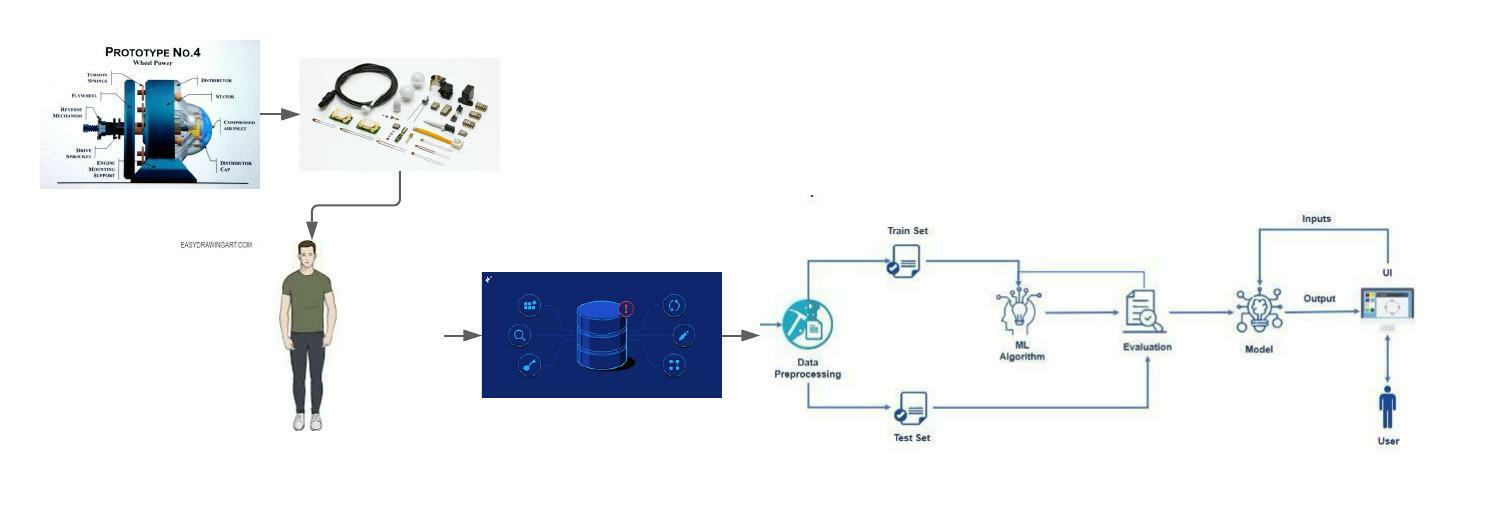 PROTOTYPE NO.4
Wheel Power
TORSION
SPRINGS
DISTRIBUTOR
FLYWHEEL
STATOR
REVERSE
MECHANISM
COMPRESSED
AIR INLET
DRIVE
SPROCKET
ENGINE
MOUNTING
SUPPORT
DISTRIBUTOR
CAP
EASYDRAWINGART.COM
Train Set
Data
Preprocessing
Test Set
ML
Algorithm
Evaluation
Inputs
Model
Output
UI
User